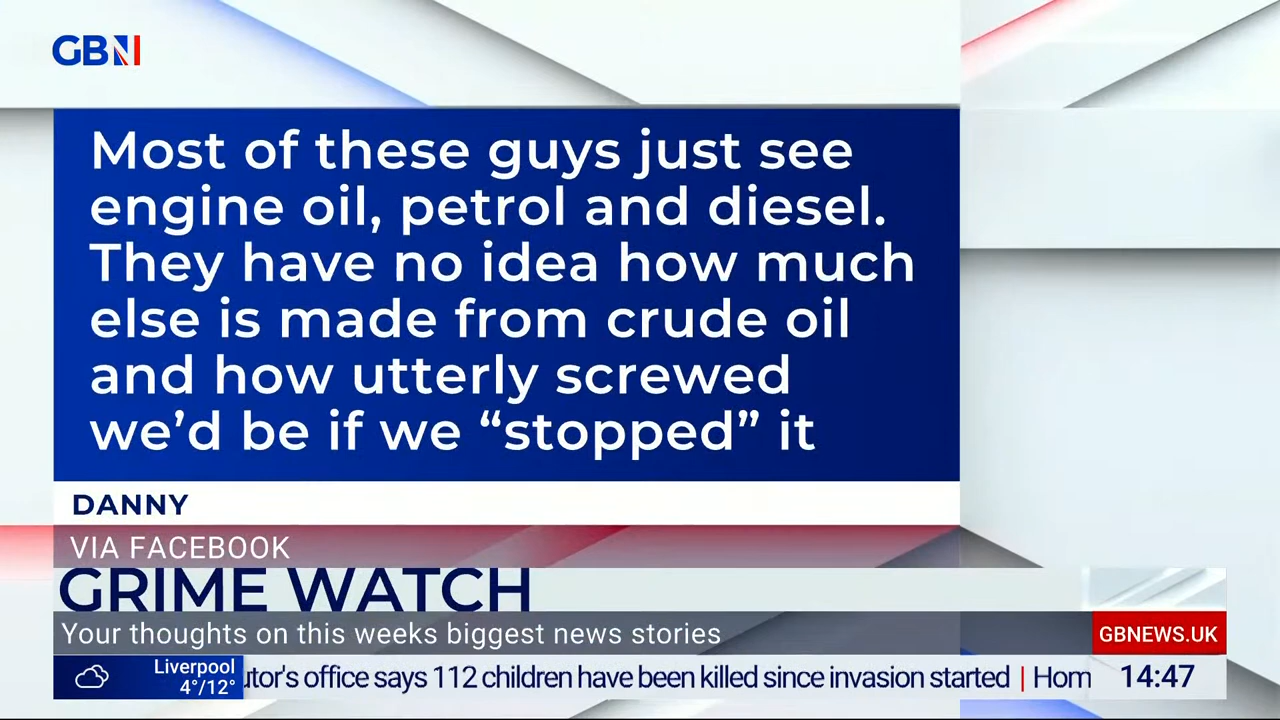 GBN
Most of these guys just see
engine oil, petrol and diesel.
They have no idea how much
else is made from crude oil
and how utterly screwed
we’d be if we “stopped” it
DANNY
VIA FACEBOOK
GRIME WATCH
Your thoughts on this weeks biggest news stories
GBNEWS.UK
Liverpool
4°/12°
office says 112 children have been killed since invasion started | Hom
14:47